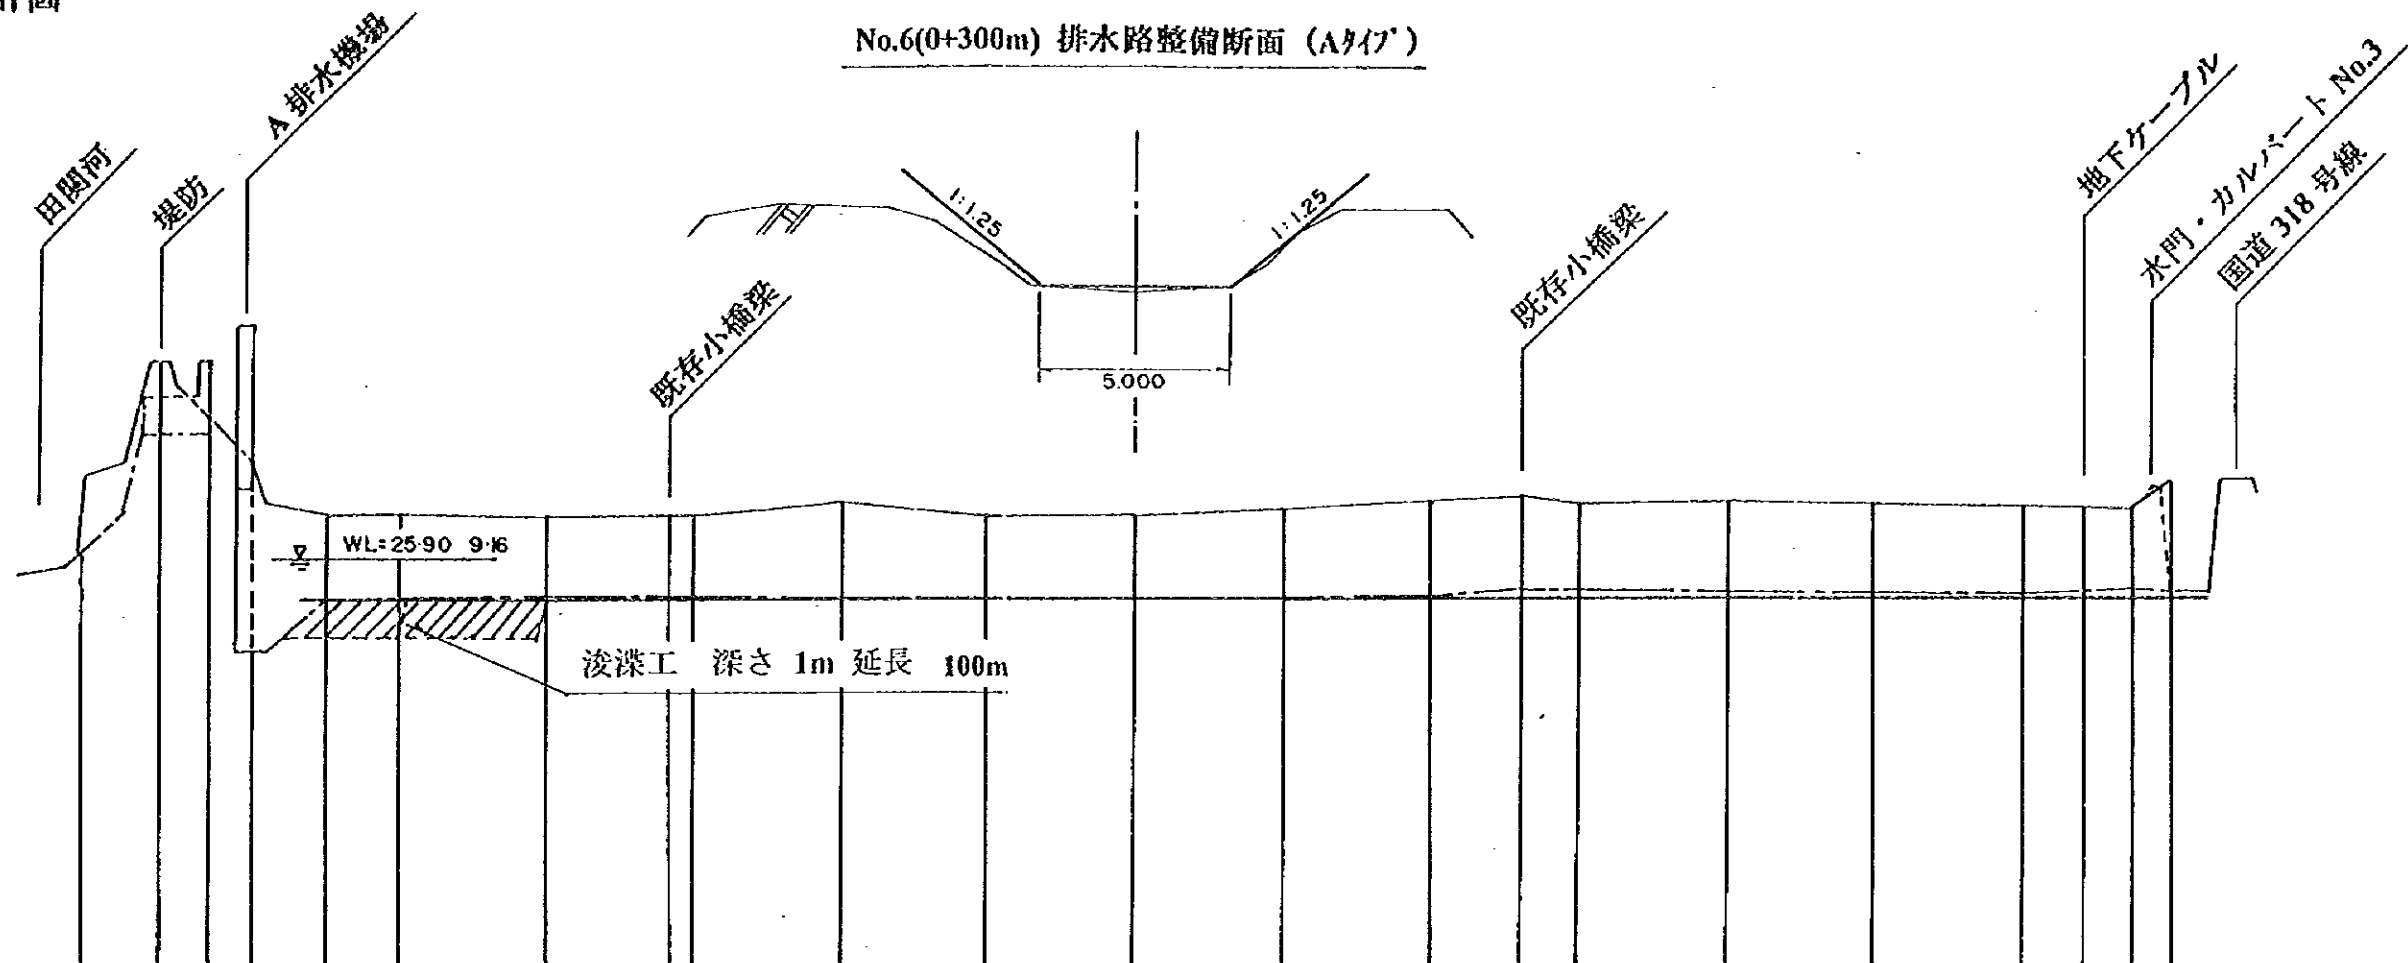 No.6(0+300m) 排水路整備断面 (Aタイプ)
田関河
堤防
A 排水機場
1:1.25
1:1.25
5.000
既存小橋梁
既存小橋梁
地下ケーブル
水門・カルバート No.3
国道 318 号線
WL=25.90 9.16
浚渫工 深さ 1m 延長 100m